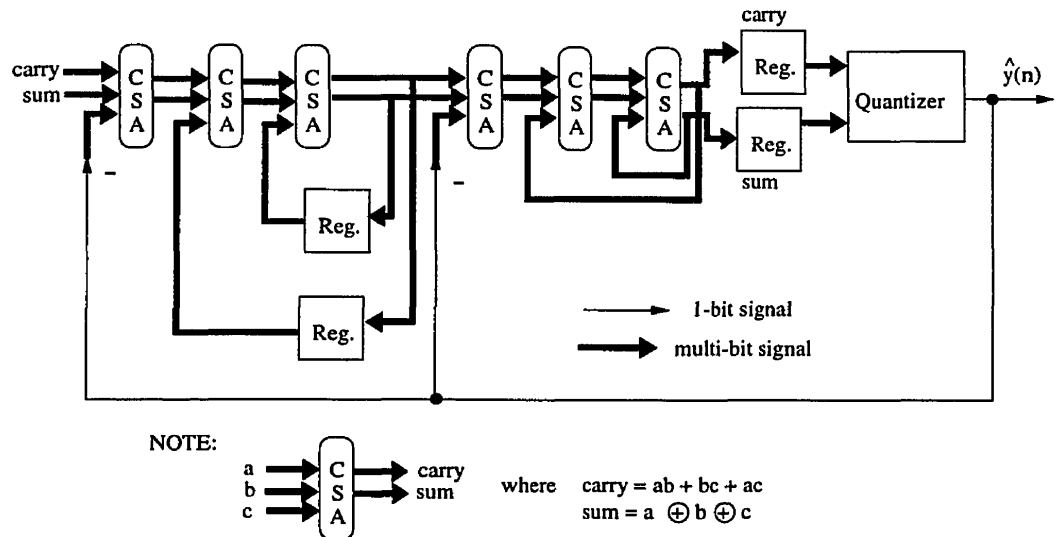 carry
sum
C
S
A
C
S
A
C
S
A
C
S
A
C
S
A
C
S
A
carry
Reg.
Reg.
sum
Quantizer
ŷ(n)
–
–
Reg.
Reg.
1-bit signal
multi-bit signal
NOTE:
a
b
c
C
S
A
carry
sum
where carry = ab + bc + ac
sum = a ⊕ b ⊕ c